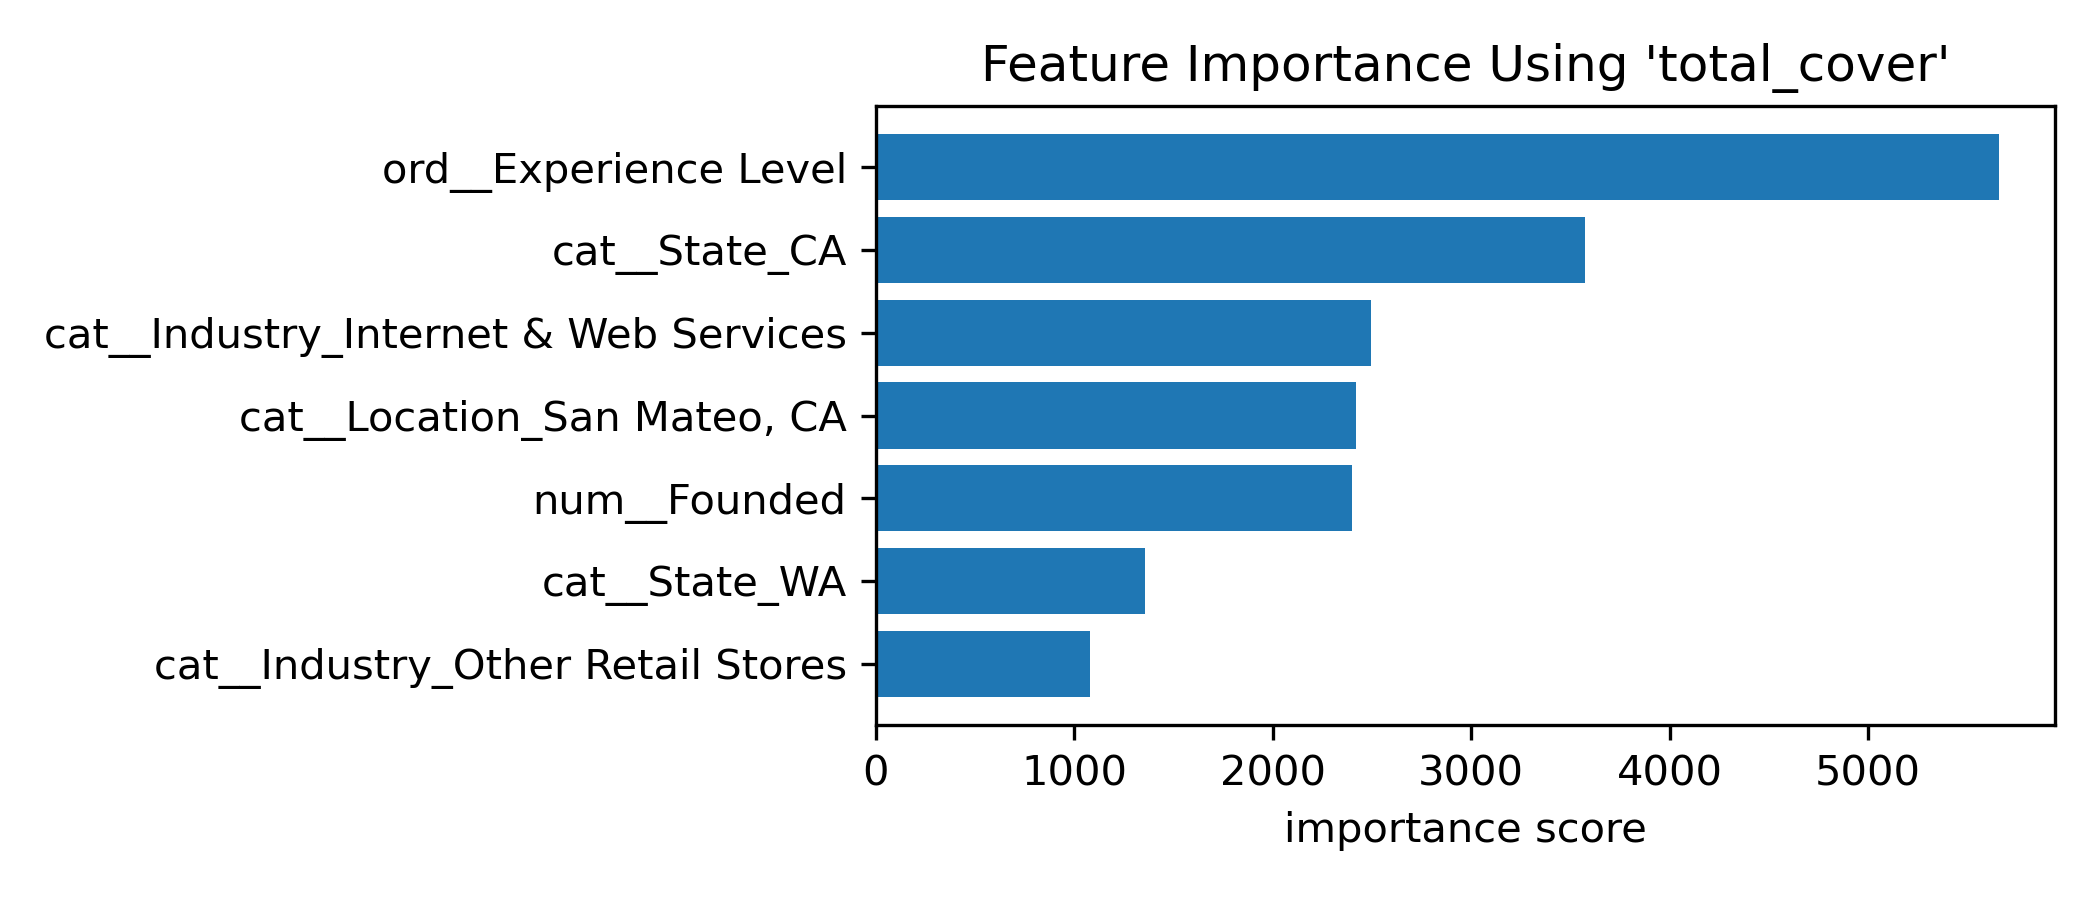 Feature Importance Using 'total_cover'
ord__Experience Level
cat__State_CA
cat__Industry_Internet & Web Services
cat__Location_San Mateo, CA
num__Founded
cat__State_WA
cat__Industry_Other Retail Stores
0 1000 2000 3000 4000 5000
importance score